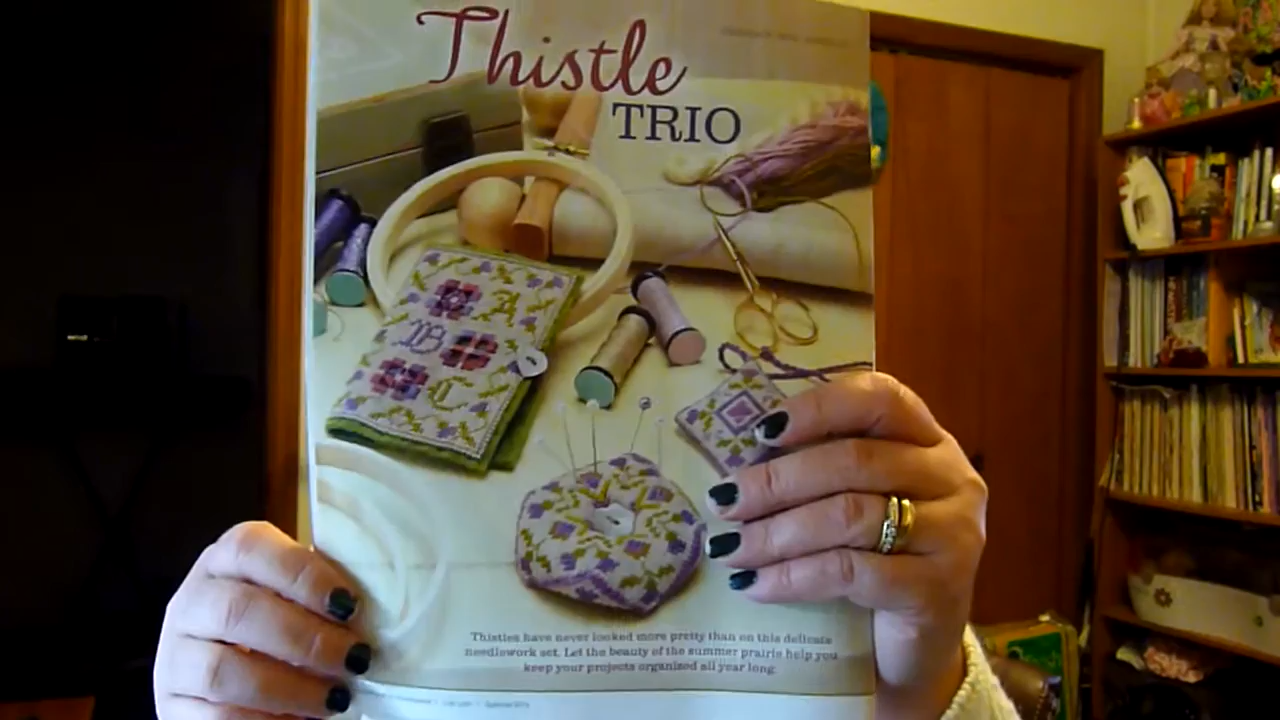 Thistle
TRIO
A
B
C
Thistles have never looked more pretty than on this delicate
needlework set. Let the beauty of the summer prairie help you
keep your projects organized all year long.